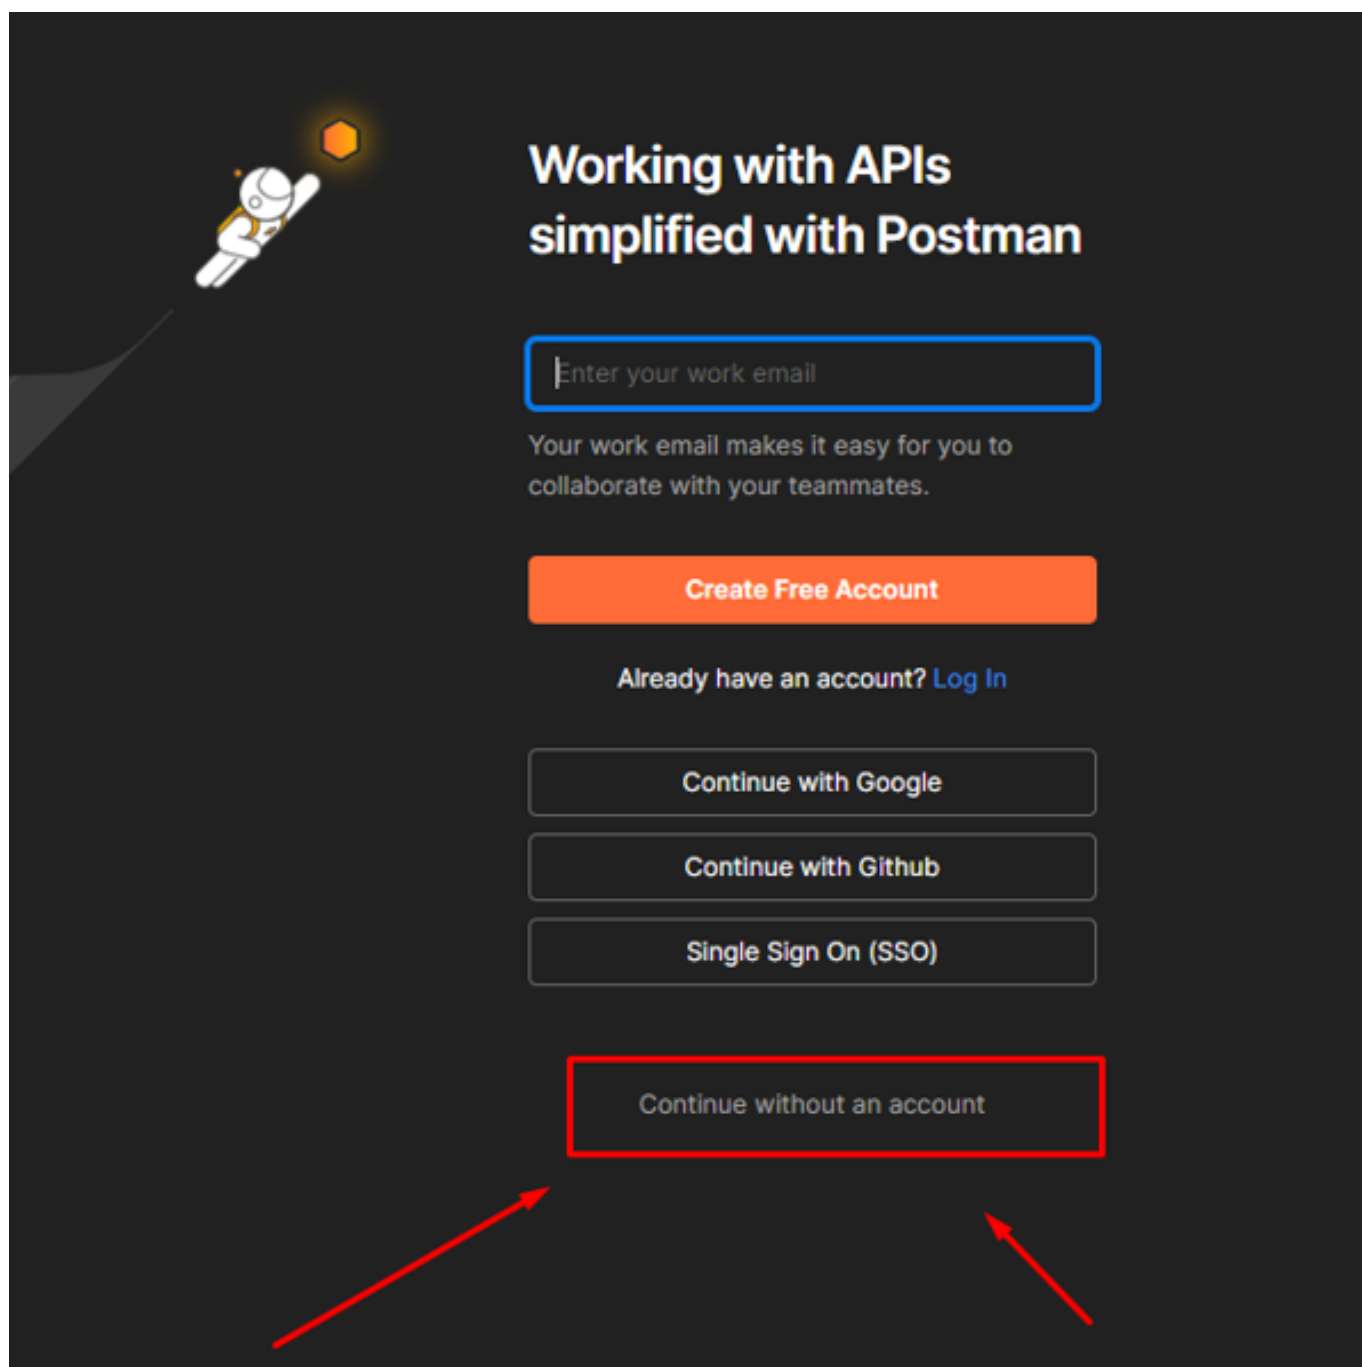 Working with APIs
simplified with Postman
Enter your work email
Your work email makes it easy for you to
collaborate with your teammates.
Create Free Account
Already have an account? Log In
Continue with Google
Continue with Github
Single Sign On (SSO)
Continue without an account